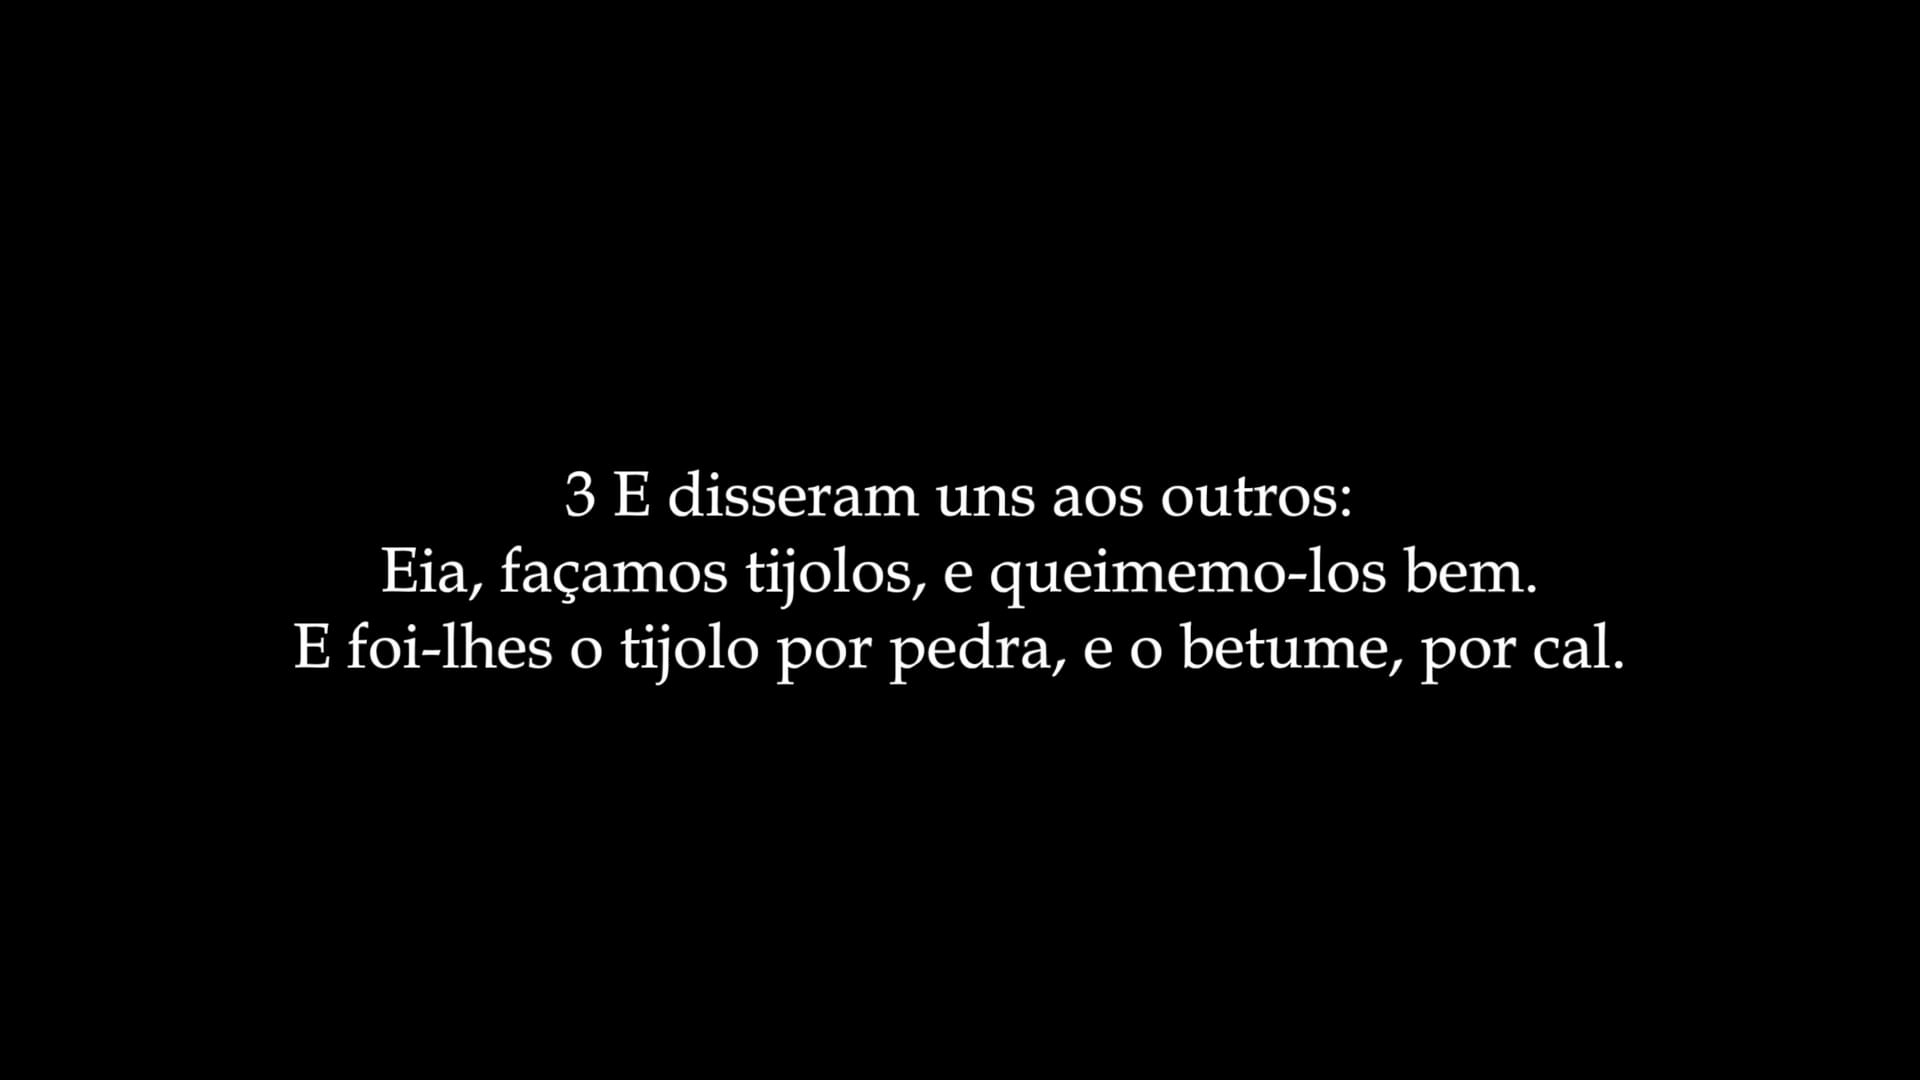 3 E disseram uns aos outros:
Eia, façamos tijolos, e queimemo-los bem.
E foi-lhes o tijolo por pedra, e o betume, por cal.